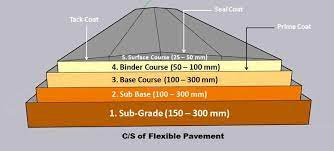 Seal Coat
Tack Coat
Prime Coat
5. Surface Course (25 – 50 mm)
4. Binder Course (50 – 100 mm)
3. Base Course (100 – 300 mm)
2. Sub Base (100 – 300 mm)
1. Sub-Grade (150 – 300 mm)
C/S of Flexible Pavement